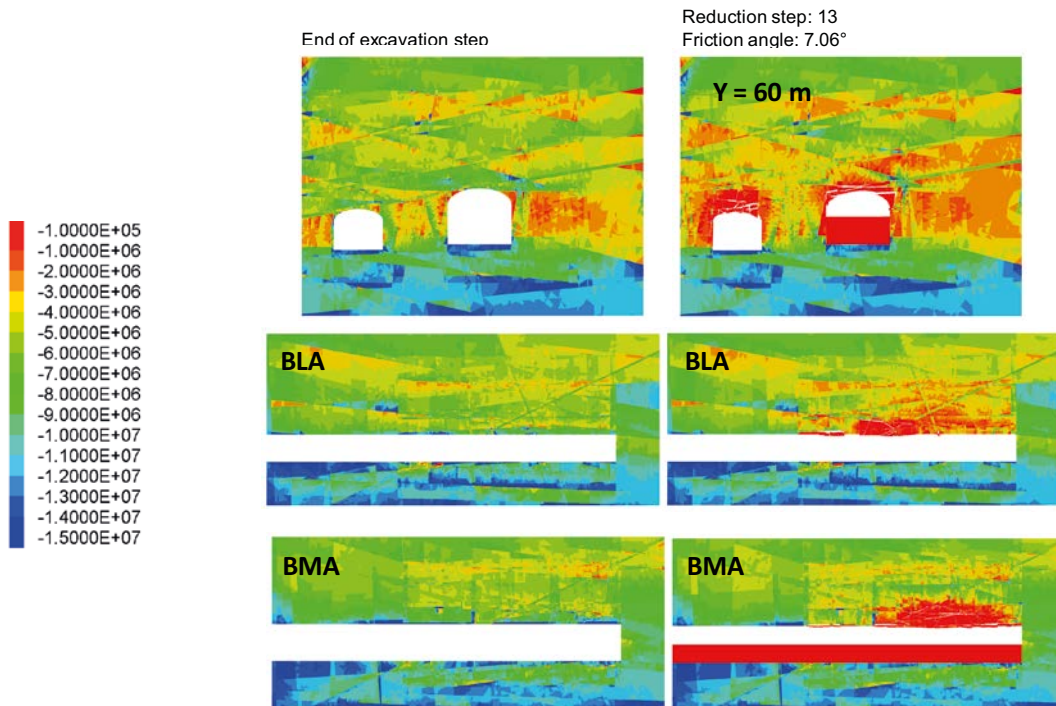 End of excavation step
Reduction step: 13
Friction angle: 7.06°
Y = 60 m
-1.0000E+05
-1.0000E+06
-2.0000E+06
-3.0000E+06
-4.0000E+06
-5.0000E+06
-6.0000E+06
-7.0000E+06
-8.0000E+06
-9.0000E+06
-1.0000E+07
-1.1000E+07
-1.2000E+07
-1.3000E+07
-1.4000E+07
-1.5000E+07
BLA
BLA
BMA
BMA